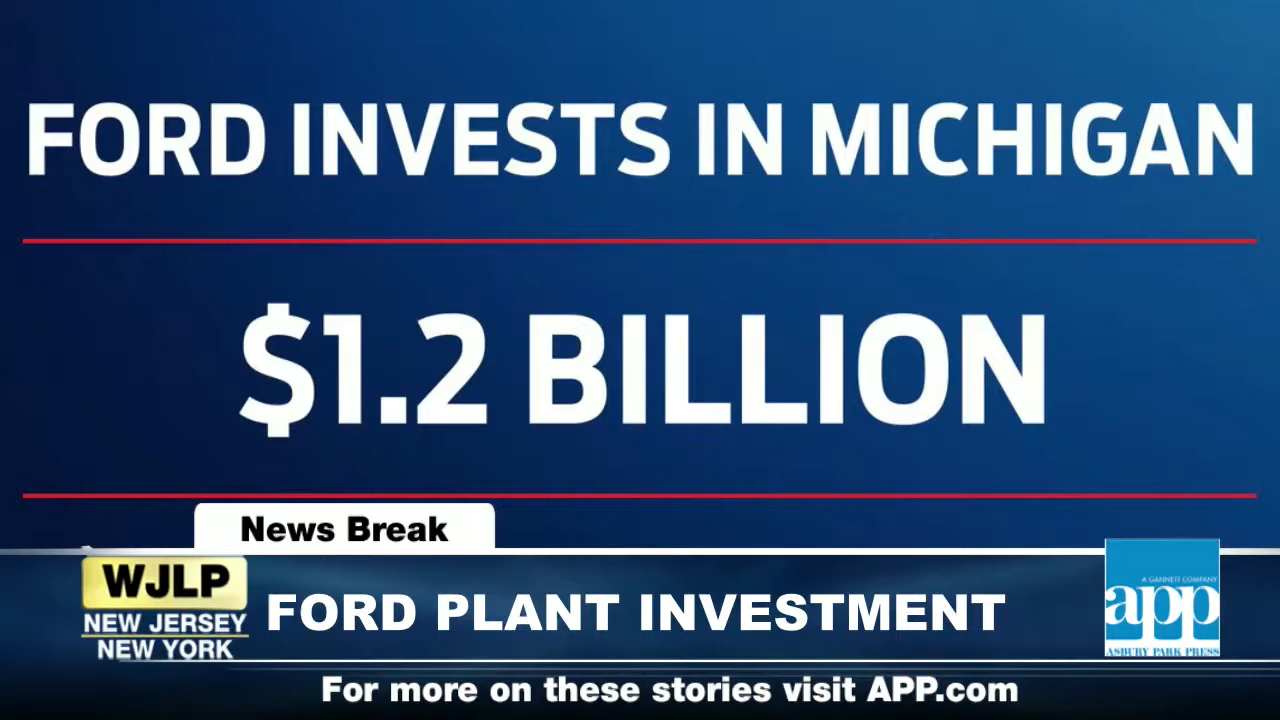 FORD INVESTS IN MICHIGAN
$1.2 BILLION
News Break
WJLP
NEW JERSEY
NEW YORK
FORD PLANT INVESTMENT
A GANNETT COMPANY
app
ASBURY PARK PRESS
For more on these stories visit APP.com